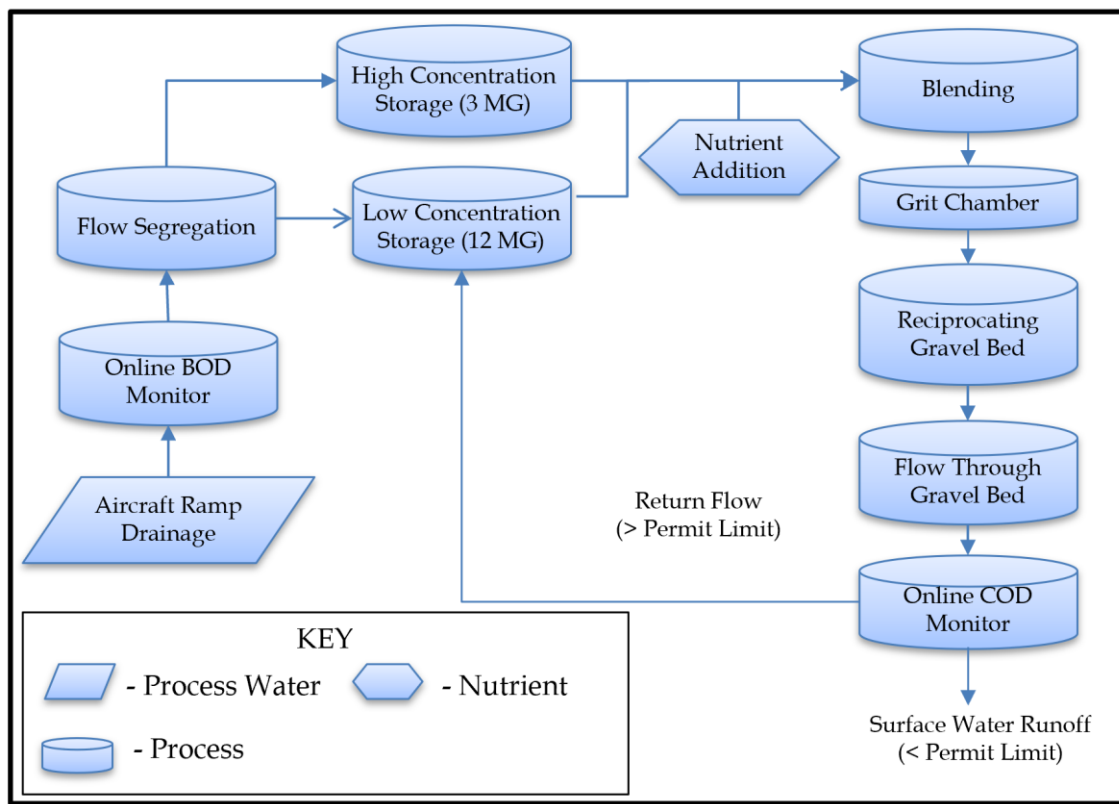 High Concentration
Storage (3 MG)
Blending
Nutrient
Addition
Flow Segregation
Low Concentration
Storage (12 MG)
Grit Chamber
Reciprocating
Gravel Bed
Online BOD
Monitor
Flow Through
Gravel Bed
Aircraft Ramp
Drainage
Return Flow
(> Permit Limit)
Online COD
Monitor
KEY
- Process Water
- Nutrient
- Process
Surface Water Runoff
(< Permit Limit)